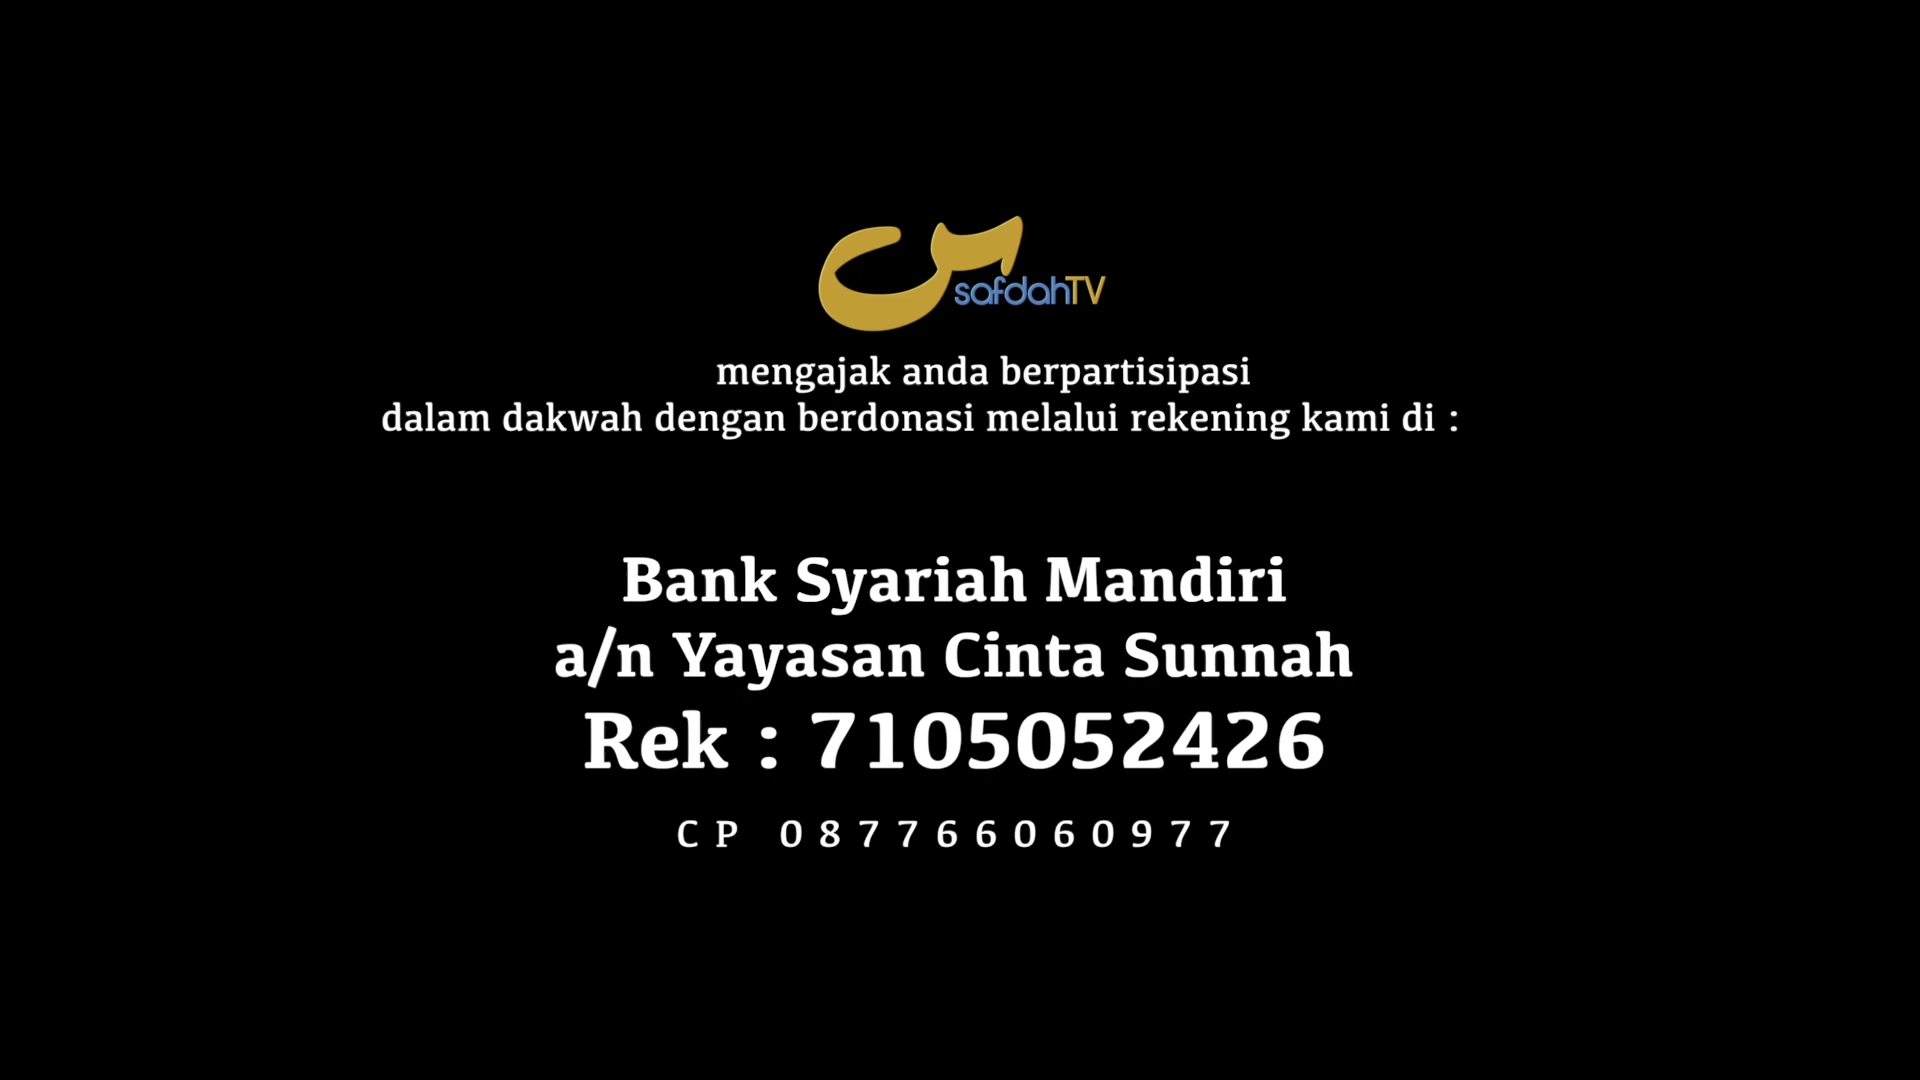 س
safdahTV
mengajak anda berpartisipasi
dalam dakwah dengan berdonasi melalui rekening kami di :
Bank Syariah Mandiri
a/n Yayasan Cinta Sunnah
Rek : 7105052426
CP 087766060977